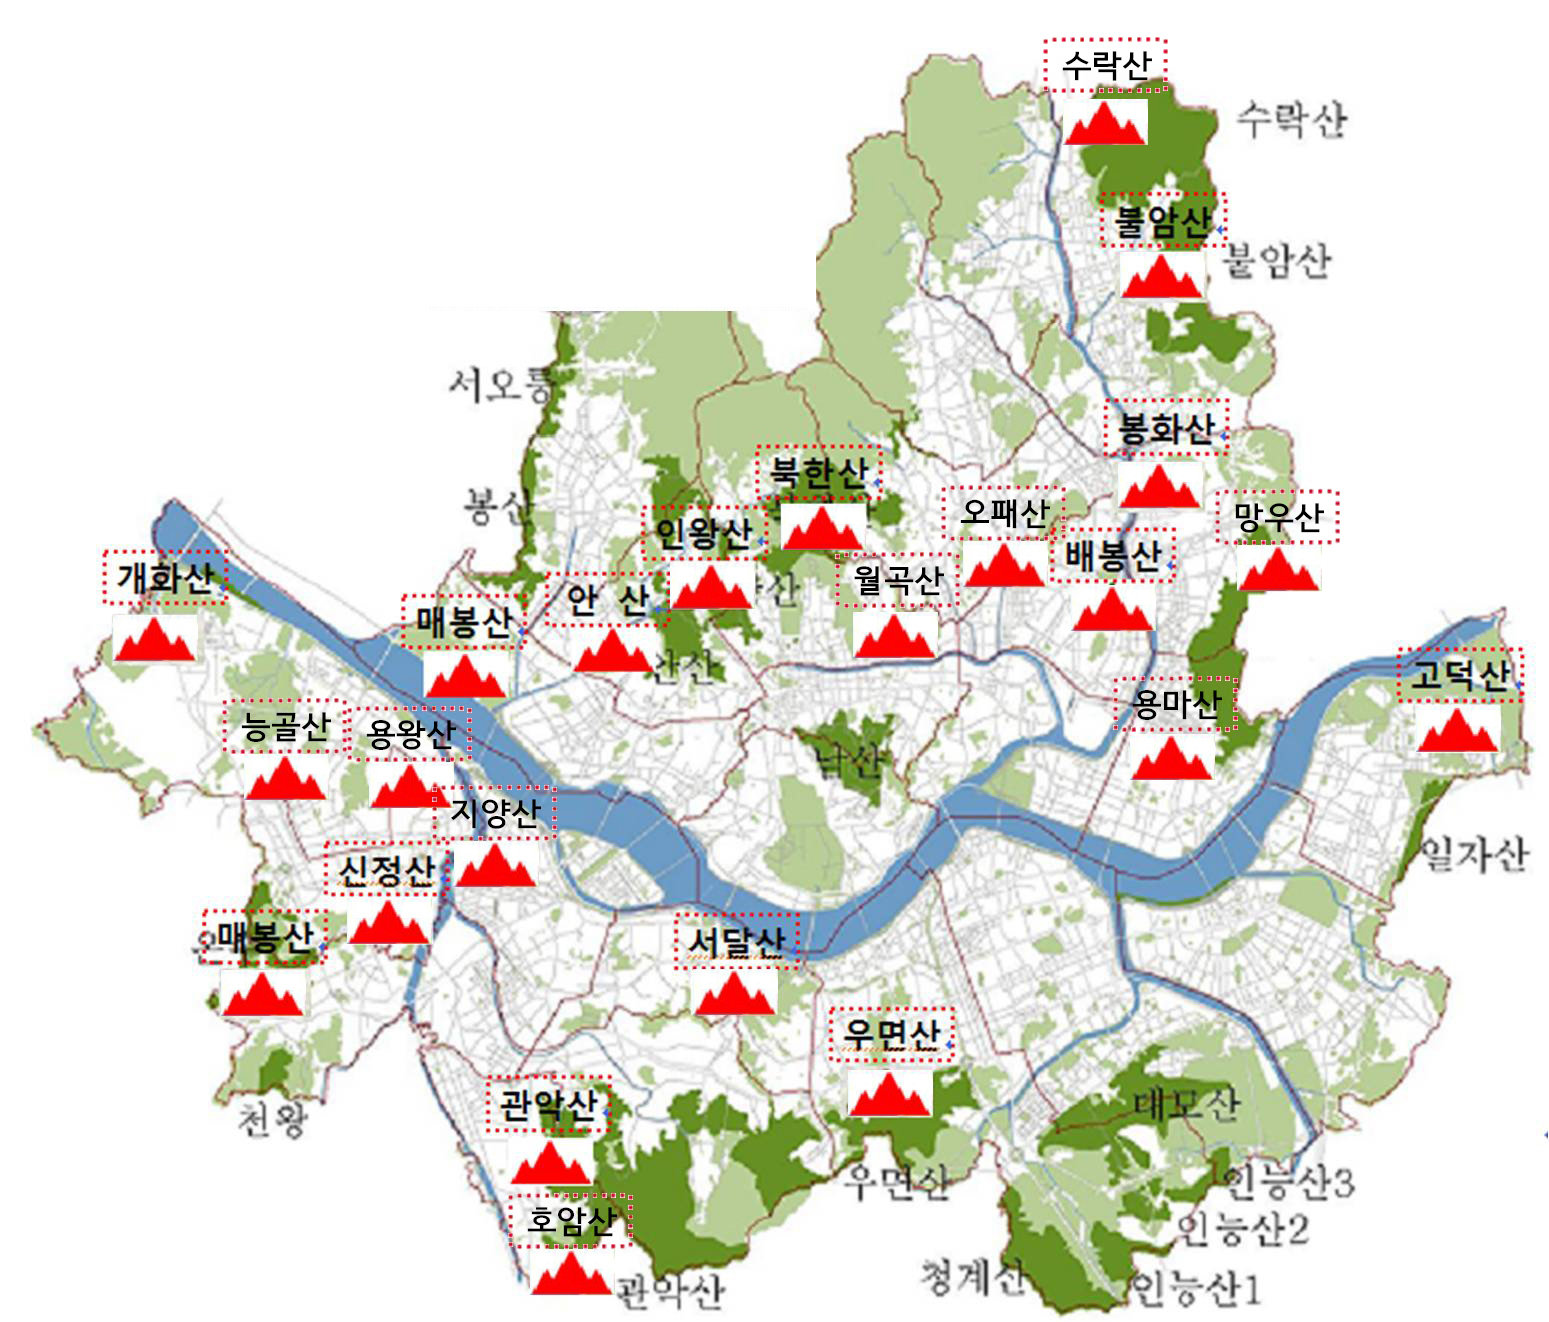 수락산
수락산
불암산
불암산
서오릉
봉화산
북한산
봉산
오패산
망우산
인왕산
배봉산
개화산
월곡산
안 산
매봉산
안산
고덕산
용마산
능골산
용왕산
남산
지양산
일자산
신정산
매봉산
서달산
우면산
관악산
대모산
천왕
우면산
인능산3
호암산
인능산2
청계산
인능산1
관악산